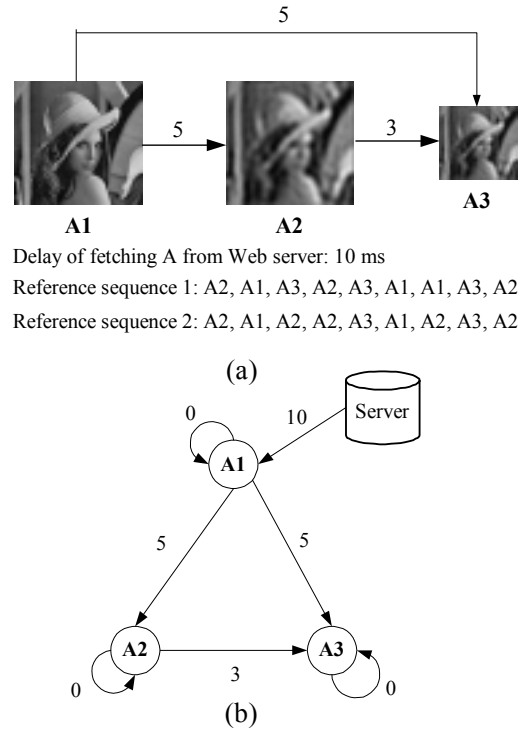 5
5
3
A1
A2
A3
Delay of fetching A from Web server: 10 ms
Reference sequence 1: A2, A1, A3, A2, A3, A1, A1, A3, A2
Reference sequence 2: A2, A1, A2, A2, A3, A1, A2, A3, A2
(a)
Server
0
10
A1
5
5
A2
A3
0
3
0
(b)